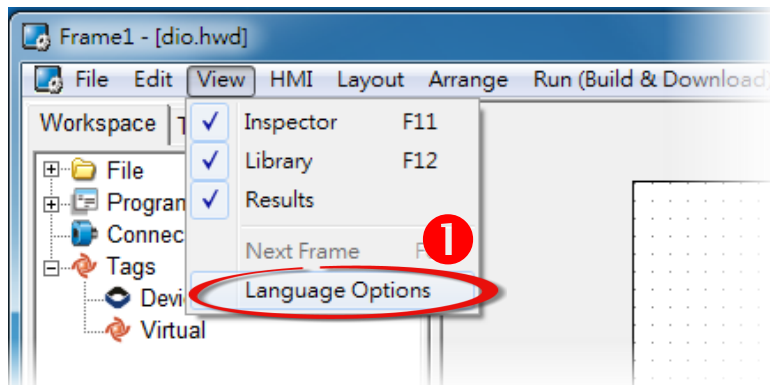 Frame1 - [dio.hwd]
File Edit View HMI Layout Arrange Run (Build & Download)
Workspace
Inspector F11
Library F12
Results
Next Frame
Language Options
File
Tags
Virtual
1